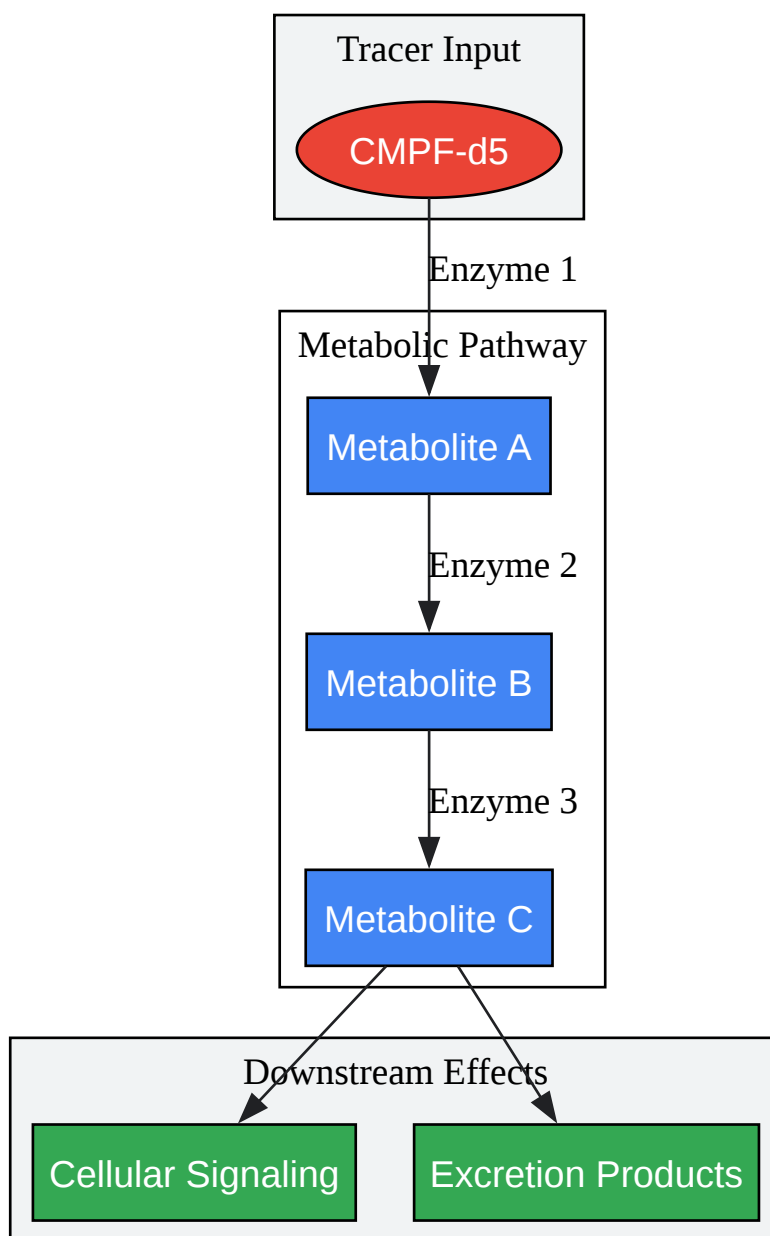 Tracer Input
CMPF-d5
Enzyme 1
Metabolic Pathway
Metabolite A
Enzyme 2
Metabolite B
Enzyme 3
Metabolite C
Downstream Effects
Cellular Signaling
Excretion Products